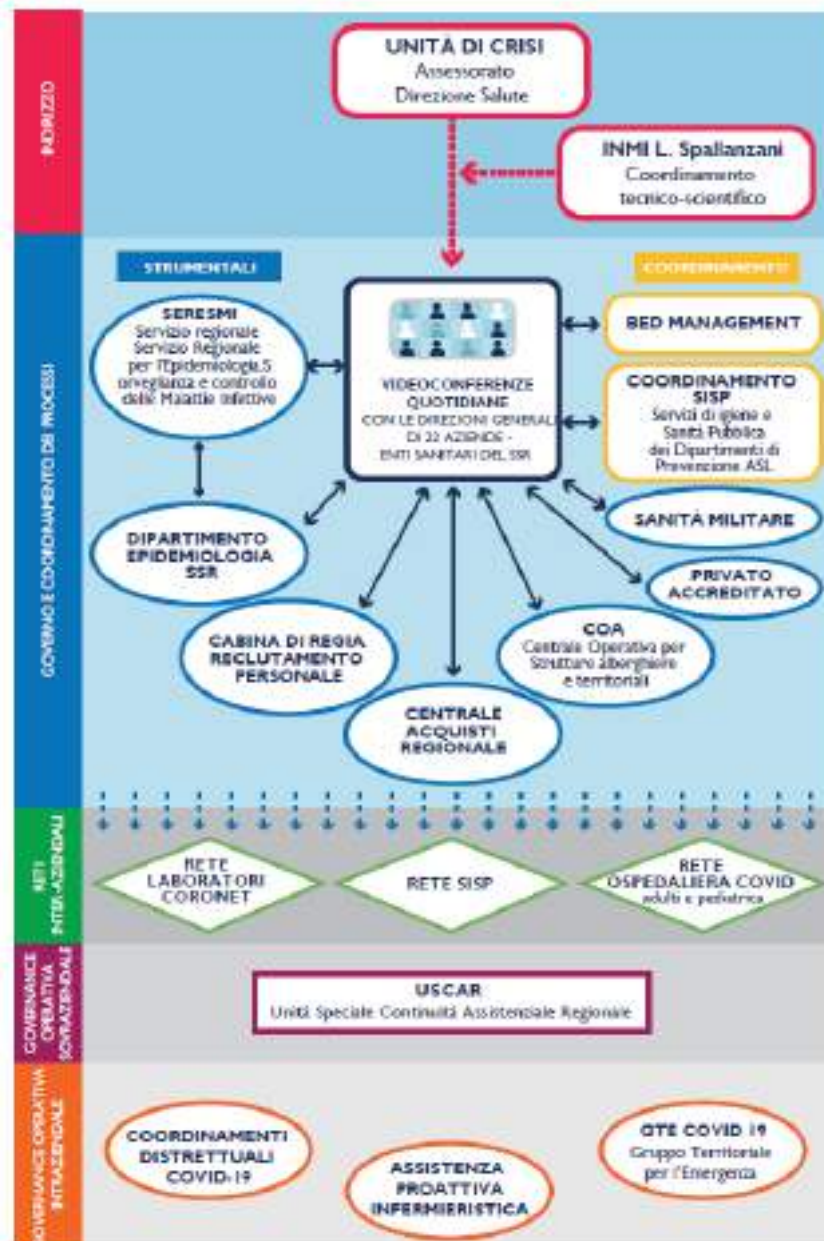 INDIRIZZO
UNITÀ DI CRISI
Assessorato
Direzione Salute
INMI L. Spallanzani
Coordinamento
tecnico-scientifico
GOVERNO E COORDINAMENTO DEI PROCESSI
STRUMENTALI
COORDINAMENTO
SERESMI
Servizio regionale
Servizio Regionale
per l'Epidemiologia,S
orveglianza e controllo
delle Malattie Infettive
VIDEOCONFERENZE
QUOTIDIANE
CON LE DIREZIONI GENERALI
DI 22 AZIENDE -
ENTI SANITARI DEL SSR
BED MANAGEMENT
COORDINAMENTO
SISP
Servizi di igiene e
Sanità Pubblica
dei Dipartimenti di
Prevenzione ASL
DIPARTIMENTO
EPIDEMIOLOGIA
SSR
SANITÀ MILITARE
PRIVATO
ACCREDITATO
CABINA DI REGIA
RECLUTAMENTO
PERSONALE
COA
Centrale Operativa per
Strutture alberghiere
e territoriali
CENTRALE
ACQUISTI
REGIONALE
RETI
INTER-AZIENDALI
RETE
LABORATORI
CORONET
RETE SISP
RETE
OSPEDALIERA COVID
adulti e pediatrica
GOVERNANCE
OPERATIVA
SOVRAZIENDALE
USCAR
Unità Speciale Continuità Assistenziale Regionale
GOVERNANCE OPERATIVA
INTRAZIENDALE
COORDINAMENTI
DISTRETTUALI
COVID-19
ASSISTENZA
PROATTIVA
INFERMIERISTICA
GTE COVID 19
Gruppo Territoriale
per l'Emergenza